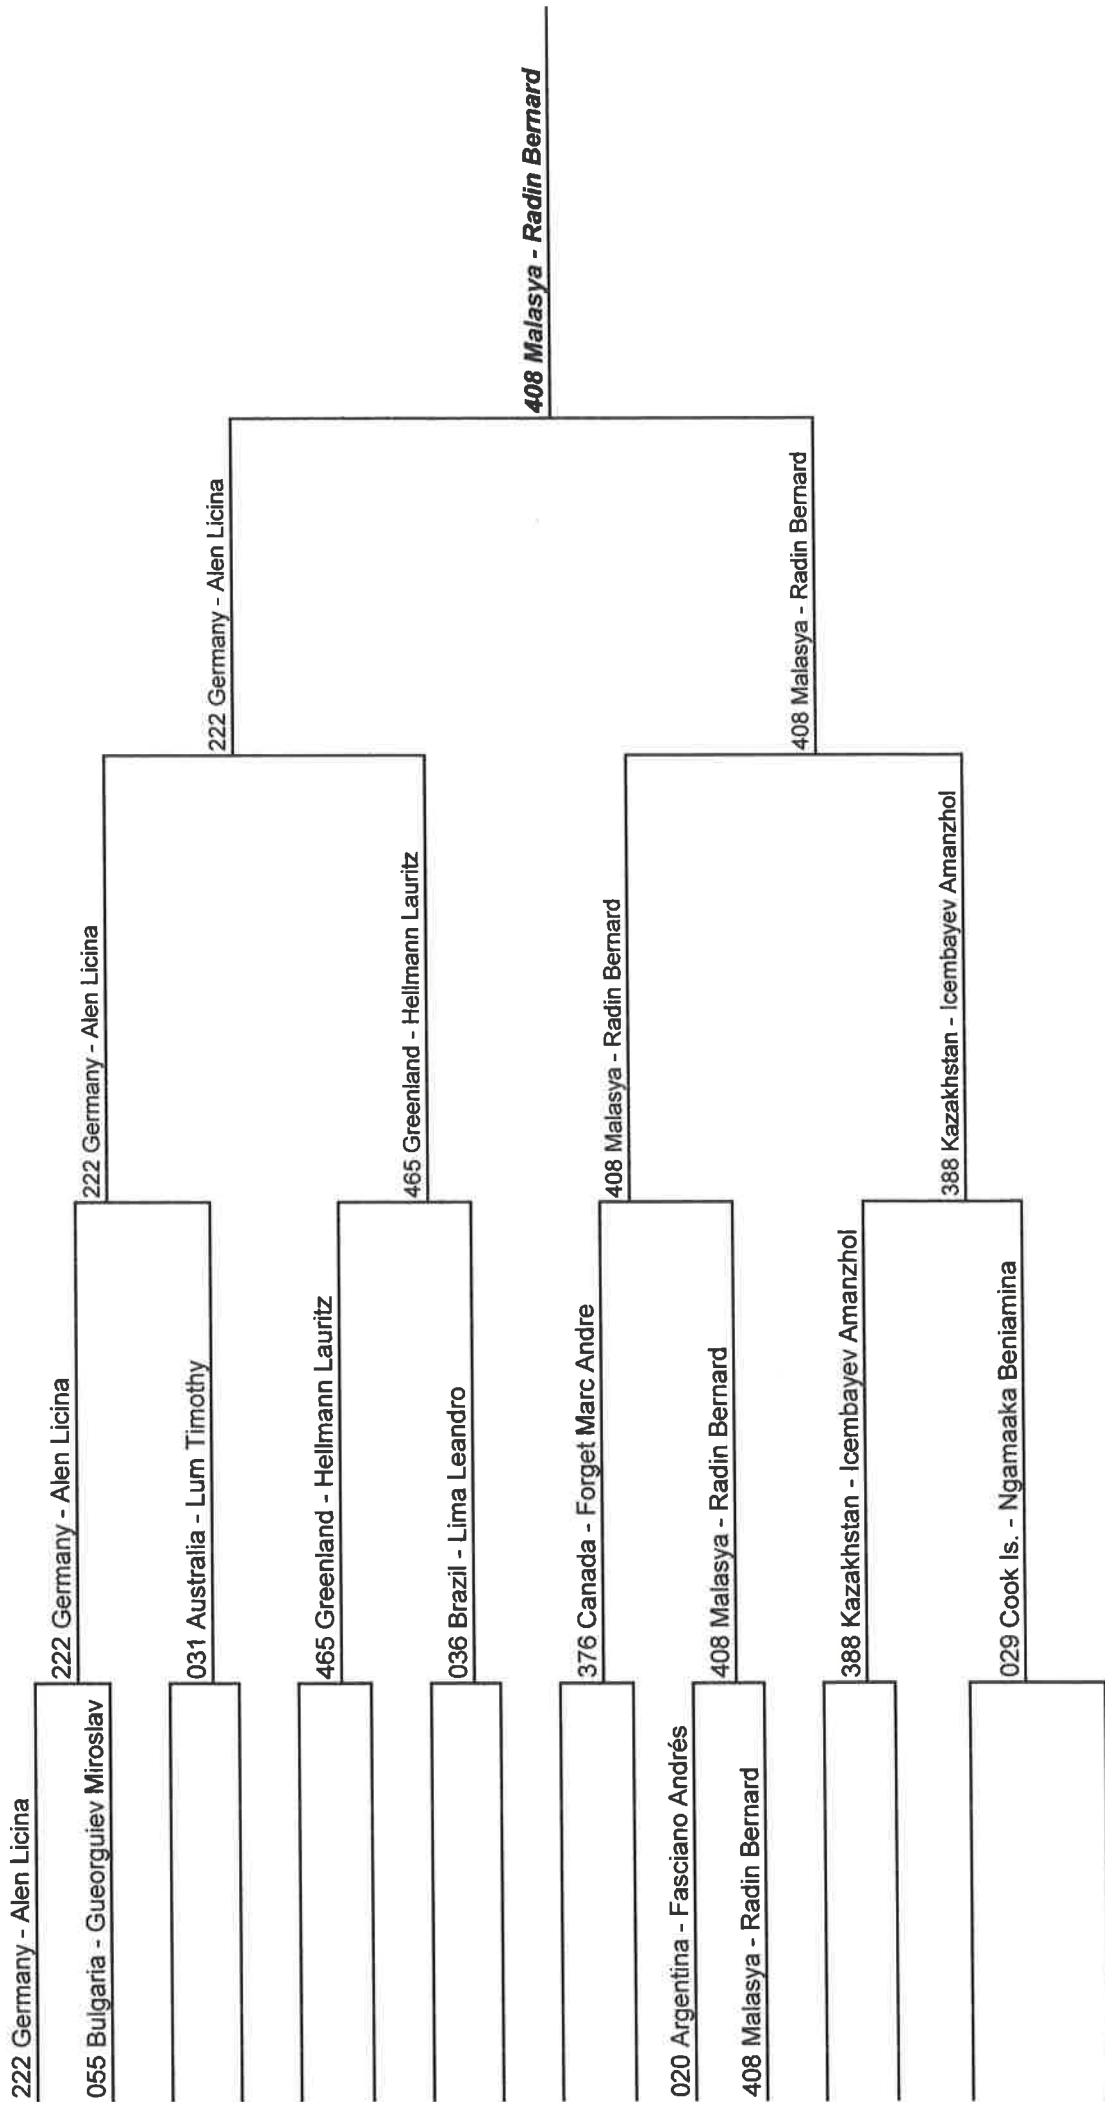 222 Germany - Alen Licina
055 Bulgaria - Gueorguiev Miroslav
020 Argentina - Fasciano Andrés
408 Malasya - Radin Bernard
222 Germany - Alen Licina
031 Australia - Lum Timothy
465 Greenland - Hellmann Lauritz
036 Brazil - Lima Leandro
376 Canada - Forget Marc Andre
408 Malasya - Radin Bernard
388 Kazakhstan - Icembayev Amanzhol
029 Cook Is. - Ngamaaka Beniamina
222 Germany - Alen Licina
465 Greenland - Hellmann Lauritz
408 Malasya - Radin Bernard
388 Kazakhstan - Icembayev Amanzhol
222 Germany - Alen Licina
408 Malasya - Radin Bernard
408 Malasya - Radin Bernard